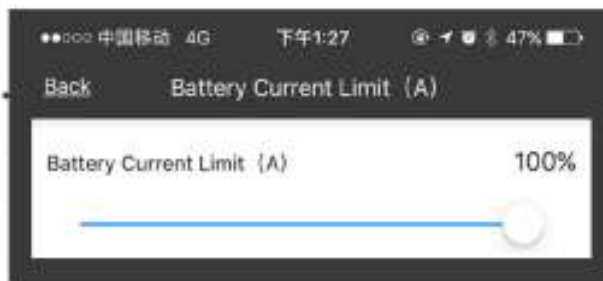 中国移动 4G 下午1:27 47%
Back Battery Current Limit（A）
Battery Current Limit（A） 100%